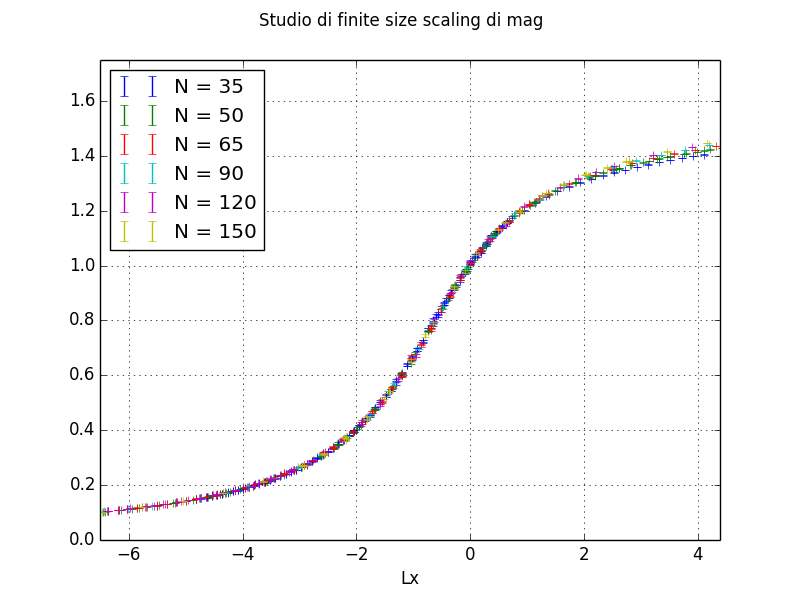 Studio di finite size scaling di mag
N = 35
N = 50
N = 65
N = 90
N = 120
N = 150
1.6
1.4
1.2
1.0
0.8
0.6
0.4
0.2
0.0
−6 −4 −2 0 2 4
Lx